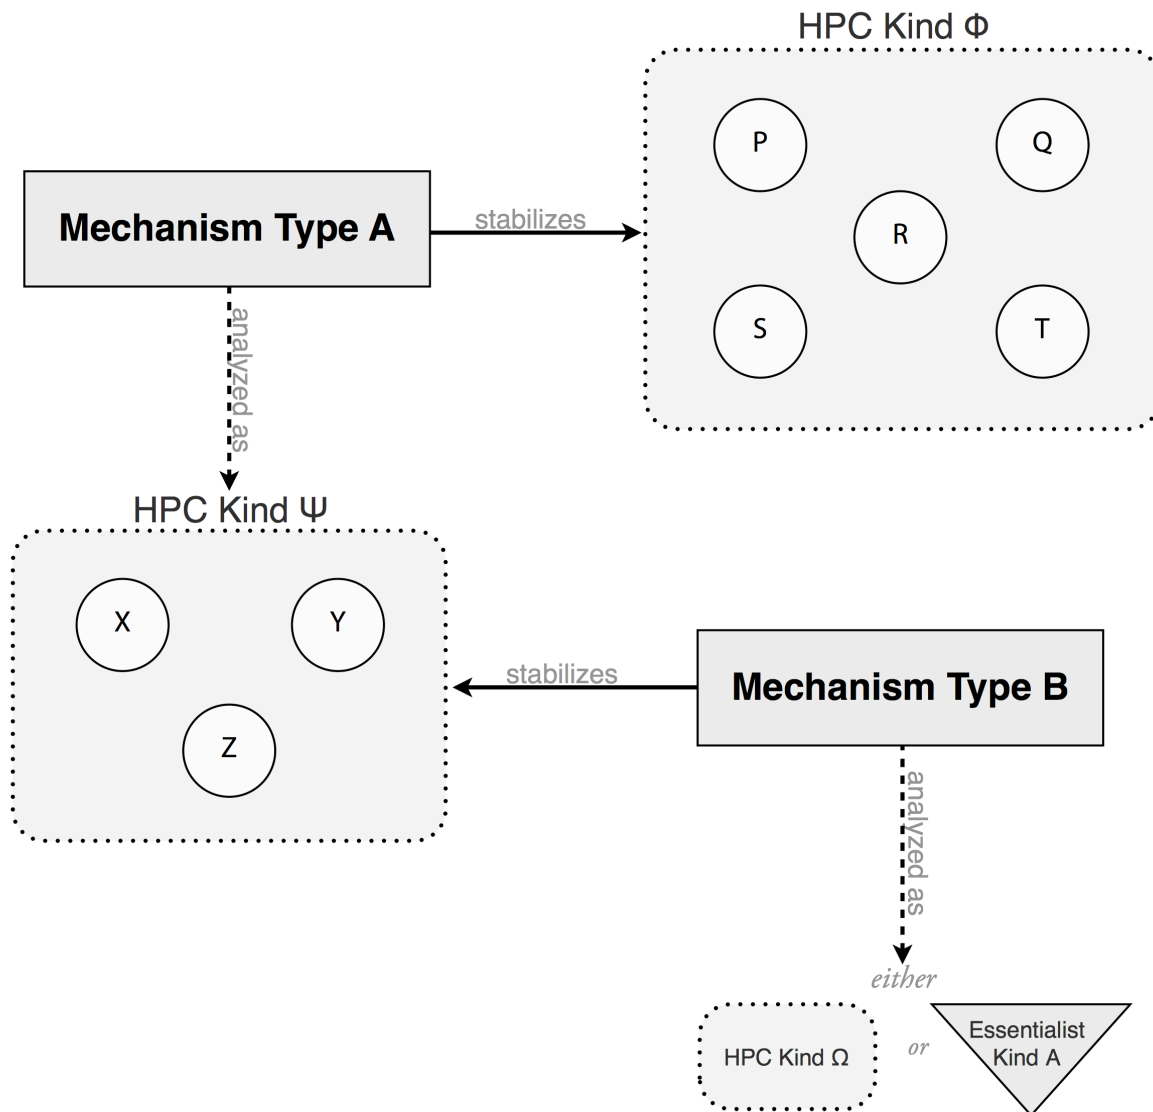 HPC Kind Φ
P
Q
Mechanism Type A
stabilizes
R
S
T
analyzed as
HPC Kind Ψ
X
Y
Z
stabilizes
Mechanism Type B
analyzed as
either
HPC Kind Ω
or
Essentialist
Kind A